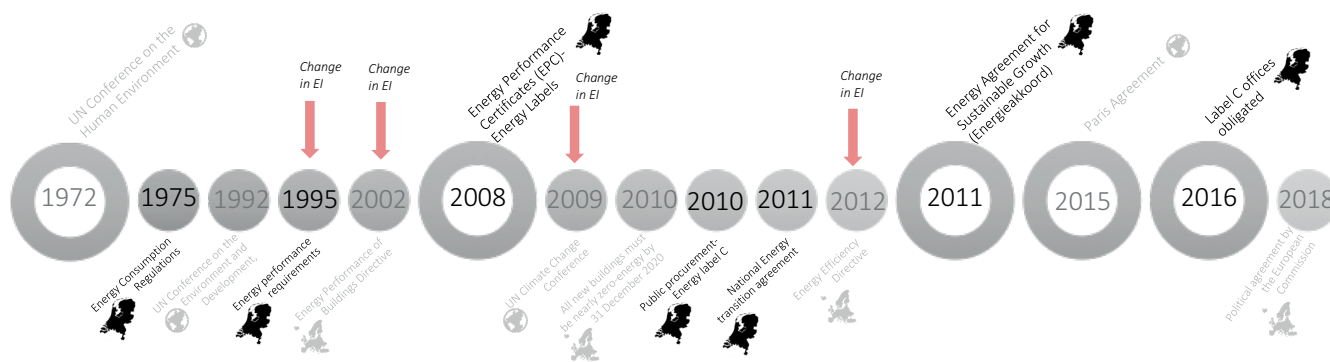 UN Conference on the
Human Environment
Change
in EI
Change
in EI
Energy Performance
Certificates (EPC)-
Energy Labels
Change
in EI
Change
in EI
Energy Agreement for
Sustainable Growth
(Energieakkoord)
Paris Agreement
Label C offices
obligated
1972
1975
1992
1995
2002
2008
2009
2010
2010
2011
2012
2011
2015
2016
2018
Energy Consumption
Regulations
UN Conference on the
Environment and
Development,
Energy performance
requirements
Energy Performance of
Buildings Directive
UN Climate Change
Conference
All new buildings must
be nearly zero-energy by
31 December 2020
Public procurement-
Energy label C
National Energy
transition agreement
Energy Efficiency
Directive
Political agreement by
the European
Commission